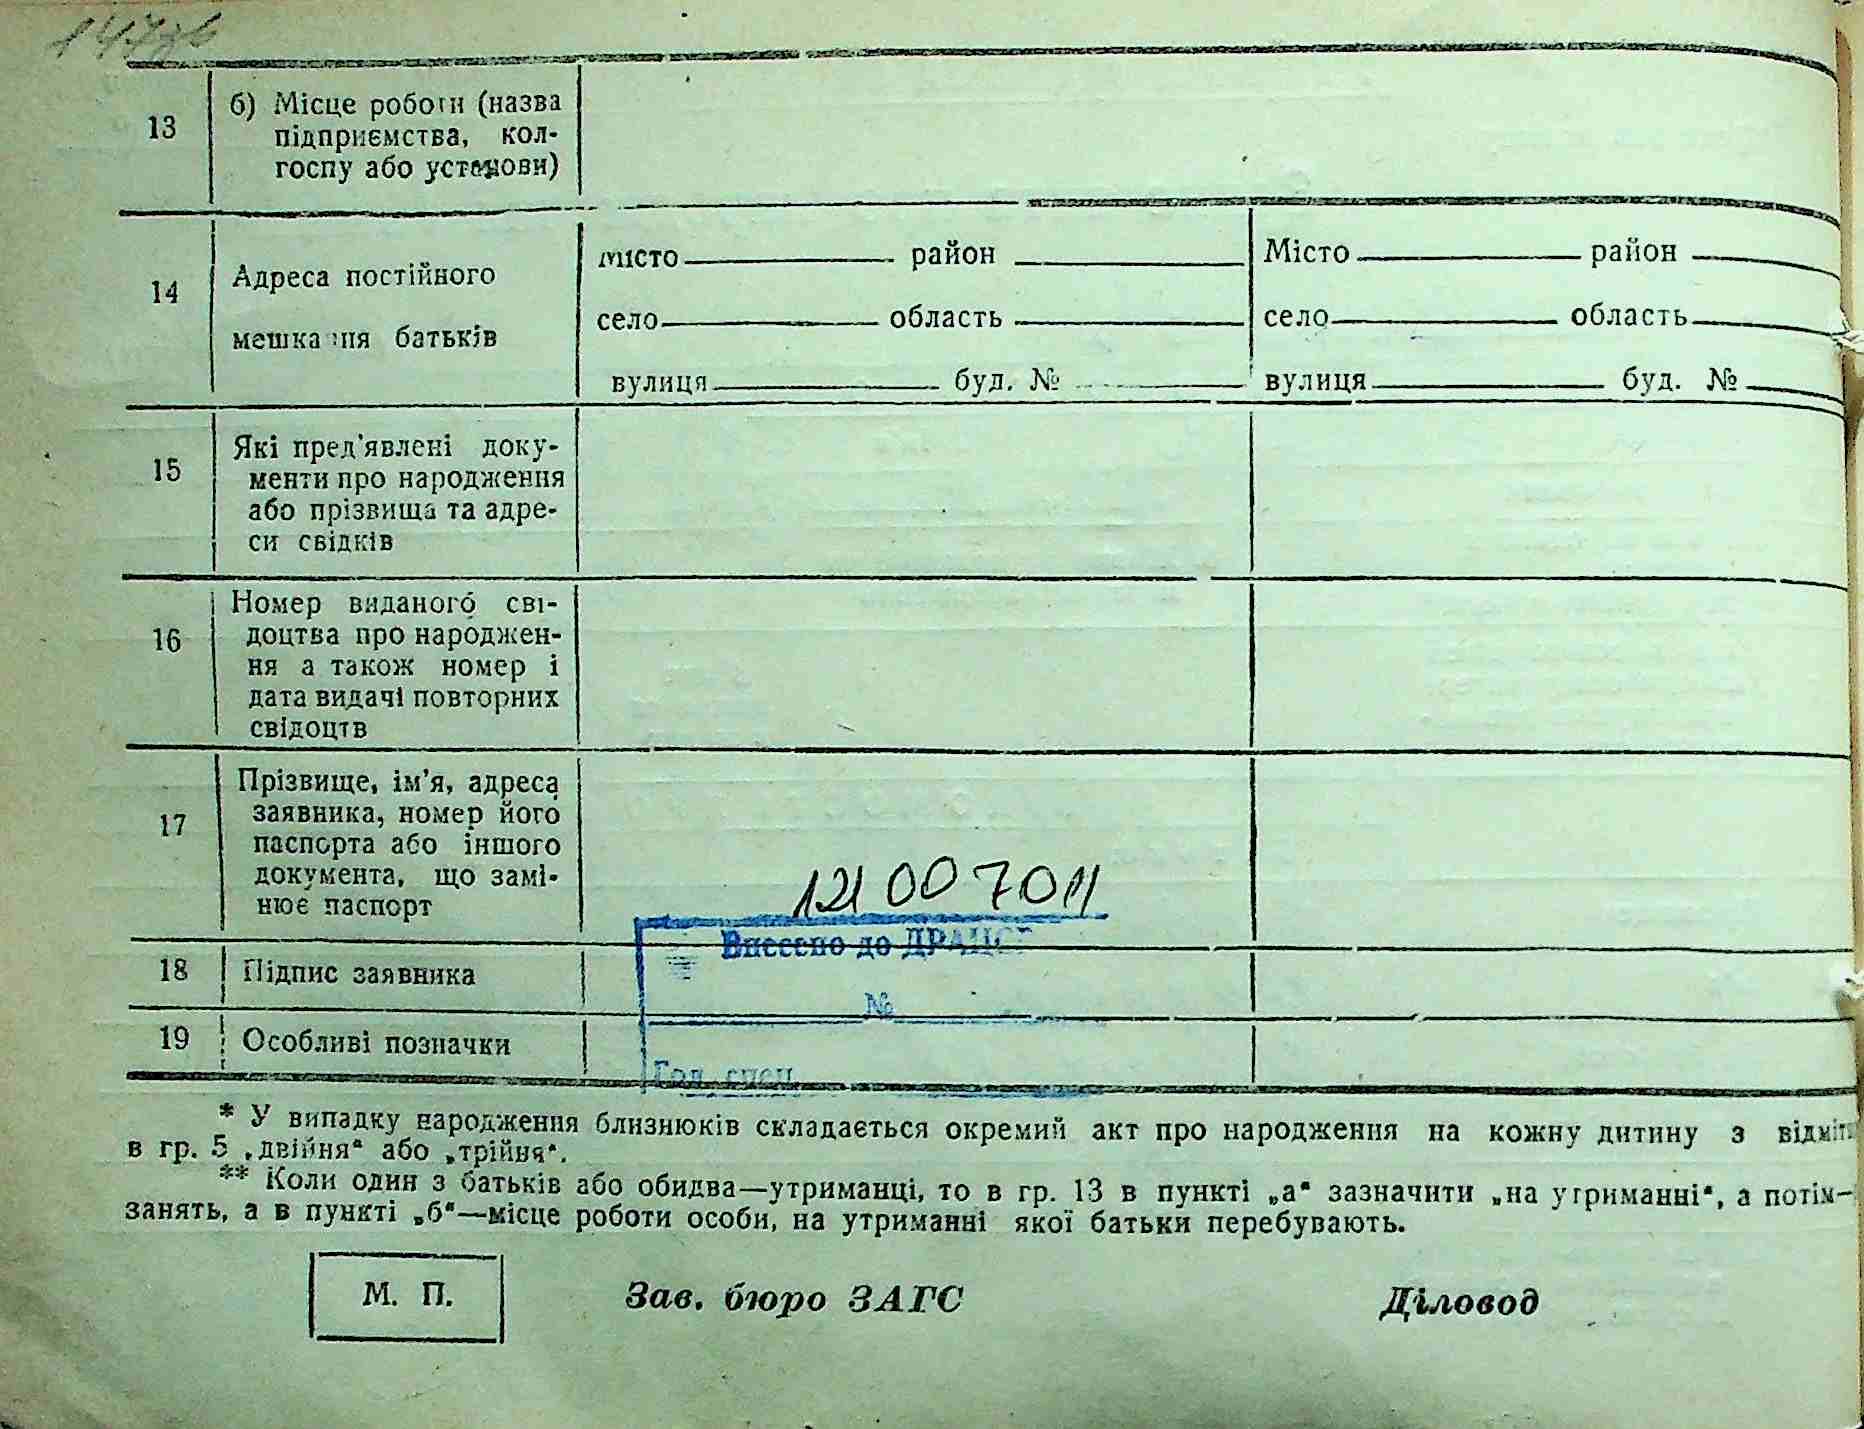 147зв
13
б) Місце роботи (назва
підприємства, кол-
госпу або установи)
14
Адреса постійного
мешкання батьків
місто район
село область
вулиця буд. №
Місто район
село область
вулиця буд. №
15
Які пред'явлені доку-
менти про народження
або прізвища та адре-
си свідків
16
Номер виданого сві-
доцтва про народжен-
ня а також номер і
дата видачі повторних
свідоцтв
17
Прізвище, ім'я, адреса
заявника, номер його
паспорта або іншого
документа, що замі-
нює паспорт
121007011
Внесено до ДРАЦС
№
Гол. спец.
18
Підпис заявника
19
Особливі позначки
* У випадку народження близнюків складається окремий акт про народження на кожну дитину з відміт
в гр. 5 „двійня“ або „трійня“.
** Коли один з батьків або обидва—утриманці, то в гр. 13 в пункті „а“ зазначити „на утриманні“, а потім—
занять, а в пункті „б“—місце роботи особи, на утриманні якої батьки перебувають.
М. П.
Зав. бюро ЗАГС
Діловод